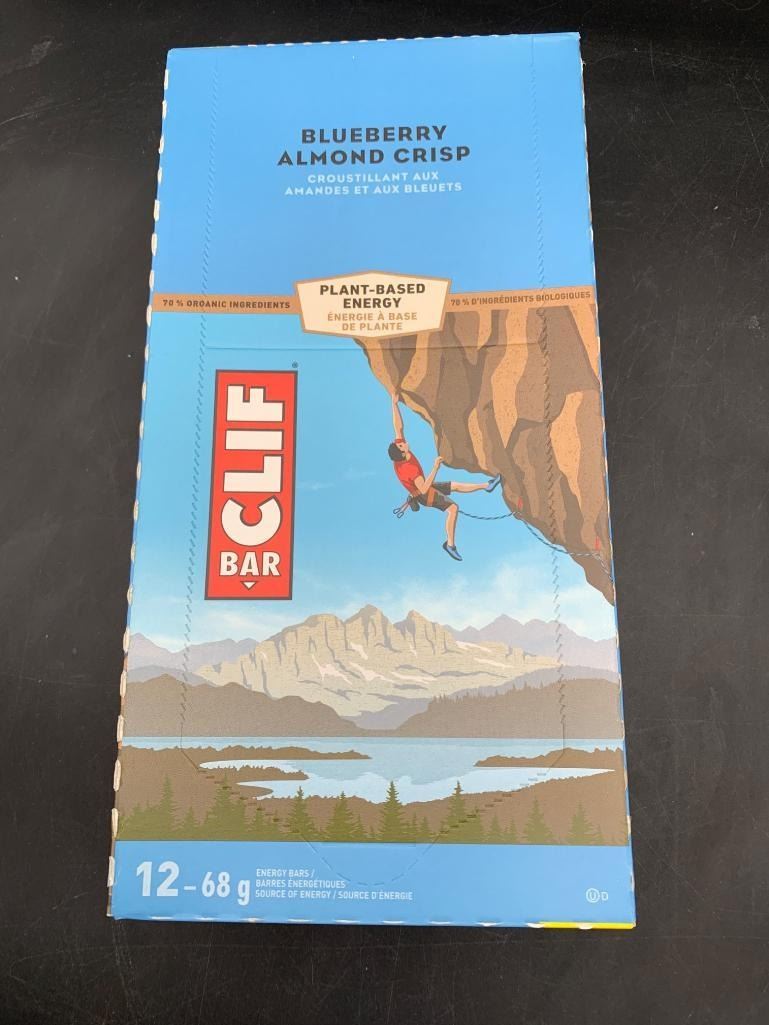 BLUEBERRY
ALMOND CRISP
CROUSTILLANT AUX
AMANDES ET AUX BLEUETS
70 % ORGANIC INGREDIENTS
PLANT-BASED
ENERGY
ÉNERGIE À BASE
DE PLANTE
70 % D'INGRÉDIENTS BIOLOGIQUES
CLIF®
BAR
12 – 68 g
ENERGY BARS /
BARRES ÉNERGÉTIQUES
SOURCE OF ENERGY / SOURCE D'ÉNERGIE
Ⓤ D